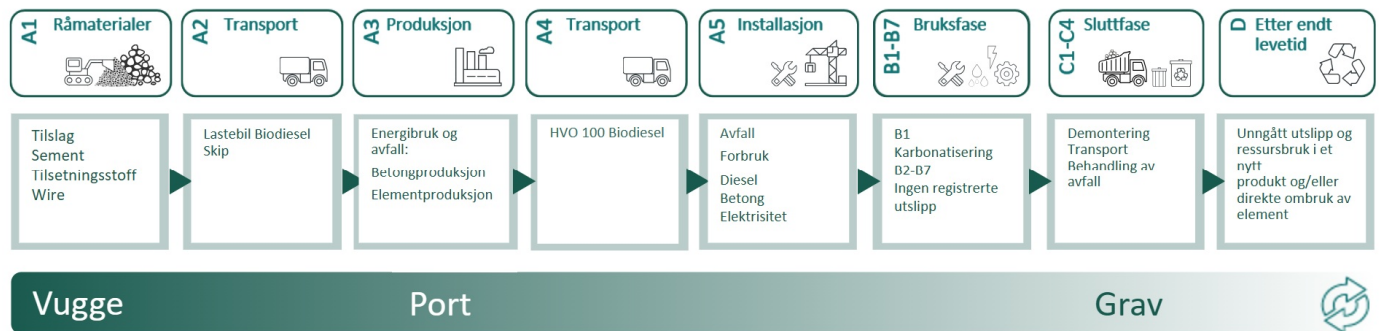 A1 Råmaterialer
A2 Transport
A3 Produksjon
A4 Transport
A5 Installasjon
B1-B7 Bruksfase
C1-C4 Sluttfase
D Etter endt
levetid
Tilslag
Sement
Tilsetningsstoff
Wire
Lastebil Biodiesel
Skip
Energibruk og
avfall:
Betongproduksjon
Elementproduksjon
HVO 100 Biodiesel
Avfall
Forbruk
Diesel
Betong
Elektrisitet
B1
Karbonatisering
B2-B7
Ingen registrerte
utslipp
Demontering
Transport
Behandling av
avfall
Unngått utslipp og
ressursbruk i et
nytt
produkt og/eller
direkte ombruk av
element
Vugge
Port
Grav